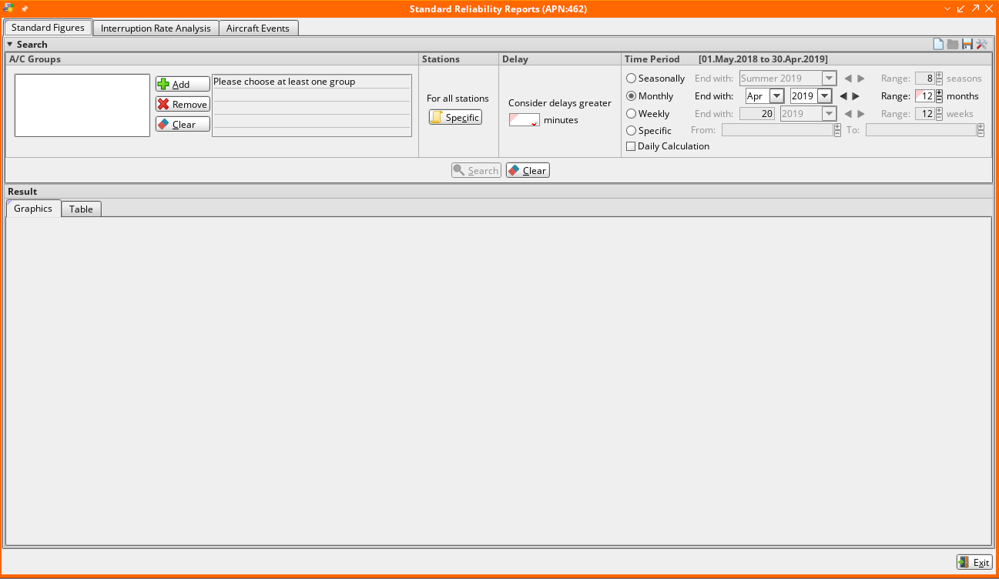 Standard Reliability Reports (APN:462)
Standard Figures Interruption Rate Analysis Aircraft Events
Search
A/C Groups Stations Delay Time Period [01.May.2018 to 30.Apr.2019]
Add
Remove
Clear
Please choose at least one group
For all stations
Specific
Consider delays greater
minutes
Seasonally End with: Summer 2019 Range: 8 seasons
Monthly End with: Apr 2019 Range: 12 months
Weekly End with: 20 2019 Range: 12 weeks
Specific From: To:
Daily Calculation
Search Clear
Result
Graphics Table
Exit